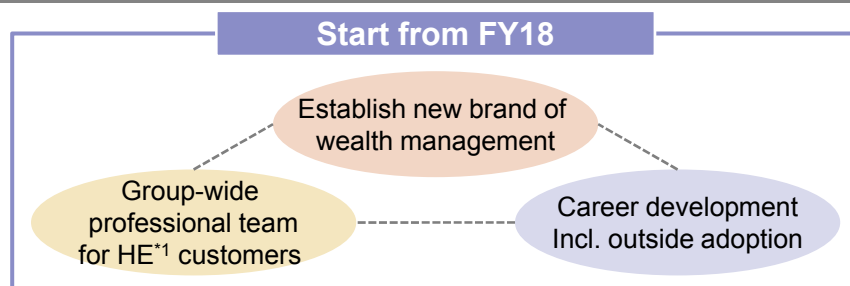 Start from FY18
Establish new brand of
wealth management
Group-wide
professional team
for HE*1 customers
Career development
Incl. outside adoption